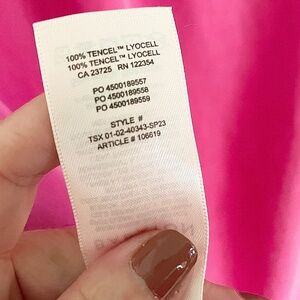 100% TENCEL™ LYOCELL
100% TENCEL™ LYOCELL
CA 23725 RN 122354
PO 4500189557
PO 4500189558
PO 4500189559
STYLE #
TSX 01-02-40343-SP23
ARTICLE # 106619